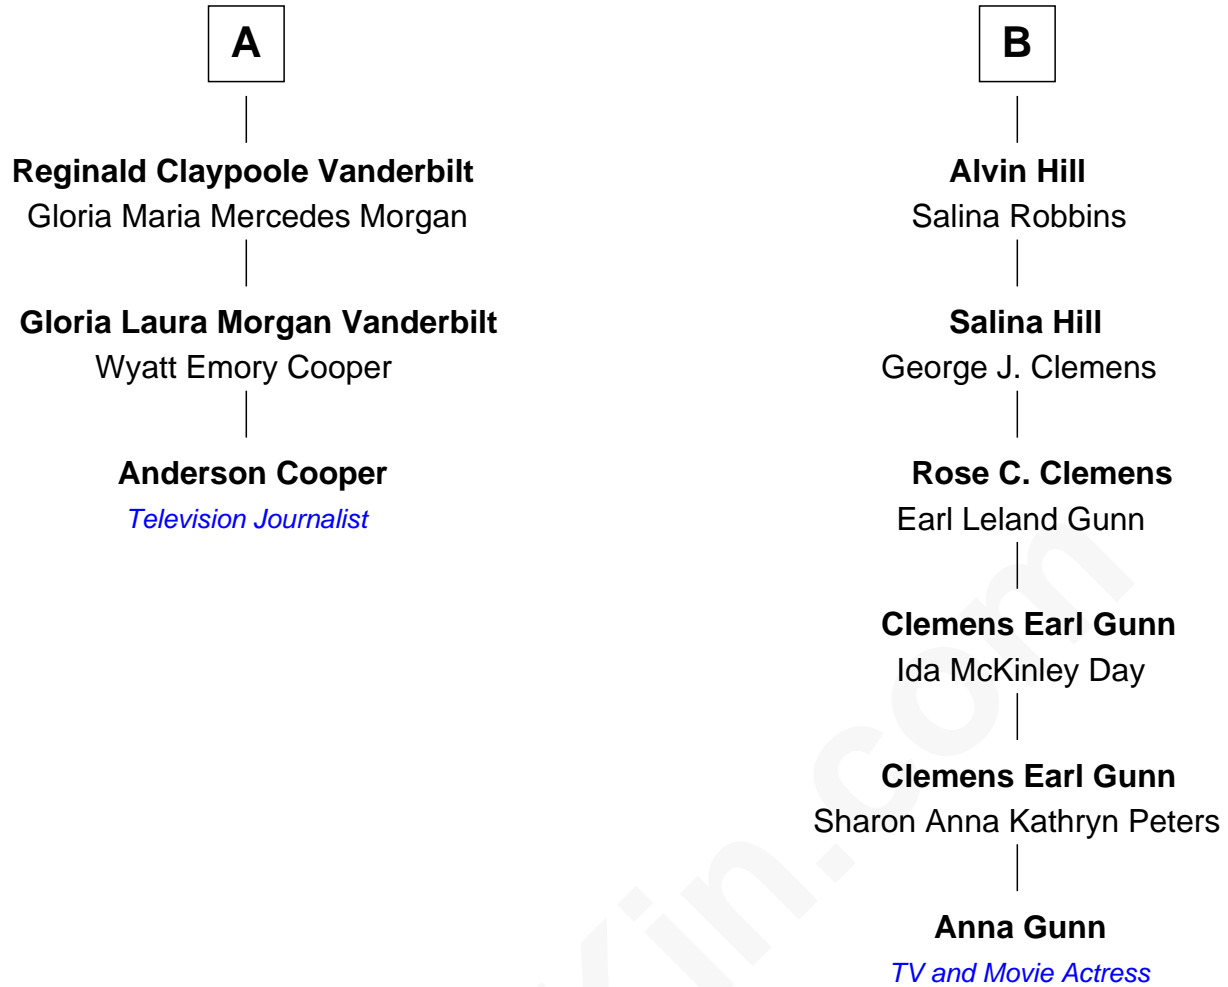 A
Reginald Claypoole Vanderbilt
Gloria Maria Mercedes Morgan
Gloria Laura Morgan Vanderbilt
Wyatt Emory Cooper
Anderson Cooper
Television Journalist
B
Alvin Hill
Salina Robbins
Salina Hill
George J. Clemens
Rose C. Clemens
Earl Leland Gunn
Clemens Earl Gunn
Ida McKinley Day
Clemens Earl Gunn
Sharon Anna Kathryn Peters
Anna Gunn
TV and Movie Actress
Kin.com